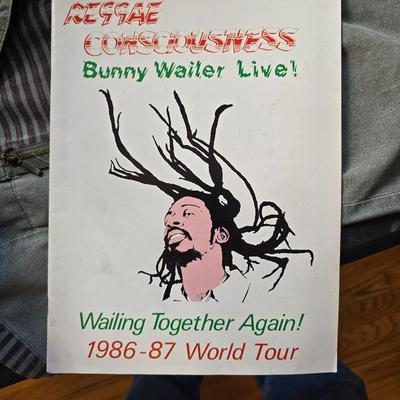 REGGAE
CONSCIOUSNESS
Bunny Wailer Live!
Wailing Together Again!
1986-87 World Tour